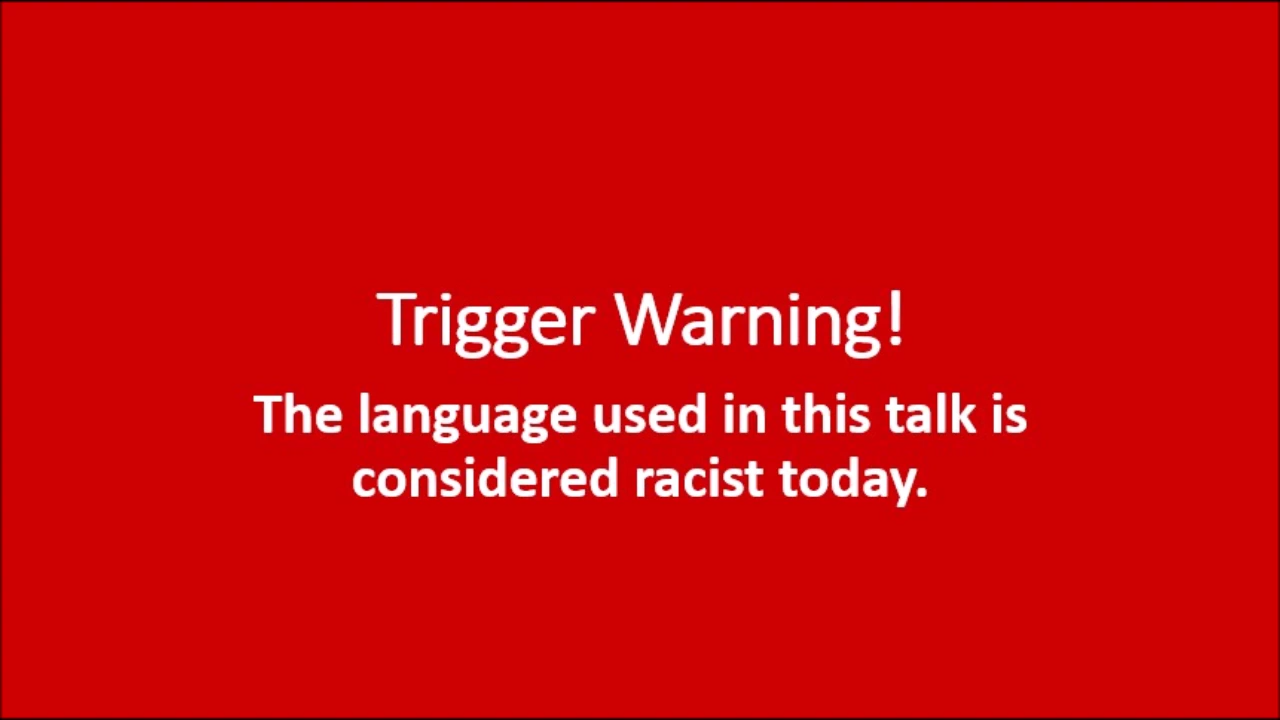 Trigger Warning!
The language used in this talk is
considered racist today.